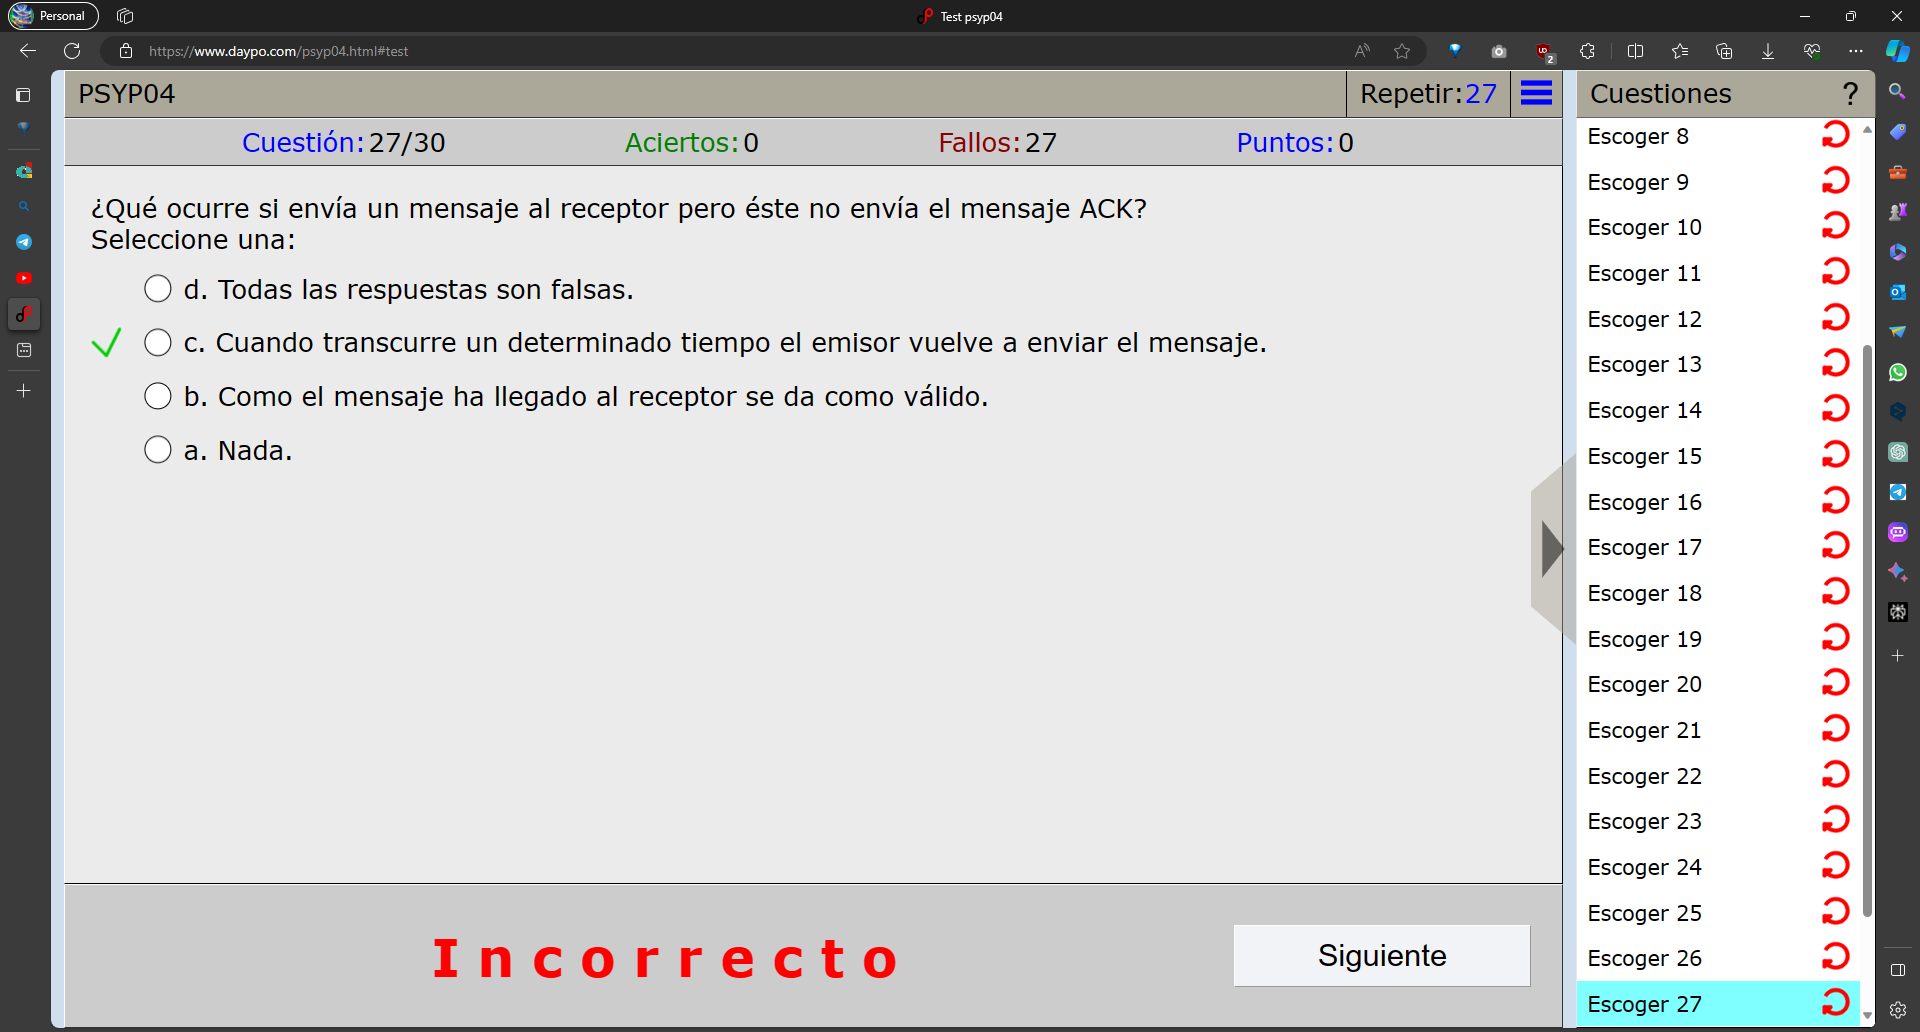 Personal
Test psyp04
https://www.daypo.com/psyp04.html#test
2
PSYP04
Repetir:27
Cuestiones
?
Cuestión:27/30
Aciertos:0
Fallos:27
Puntos:0
¿Qué ocurre si envía un mensaje al receptor pero éste no envía el mensaje ACK?
Seleccione una:
d. Todas las respuestas son falsas.
c. Cuando transcurre un determinado tiempo el emisor vuelve a enviar el mensaje.
b. Como el mensaje ha llegado al receptor se da como válido.
a. Nada.
Incorrecto
Siguiente
Escoger 8
Escoger 9
Escoger 10
Escoger 11
Escoger 12
Escoger 13
Escoger 14
Escoger 15
Escoger 16
Escoger 17
Escoger 18
Escoger 19
Escoger 20
Escoger 21
Escoger 22
Escoger 23
Escoger 24
Escoger 25
Escoger 26
Escoger 27